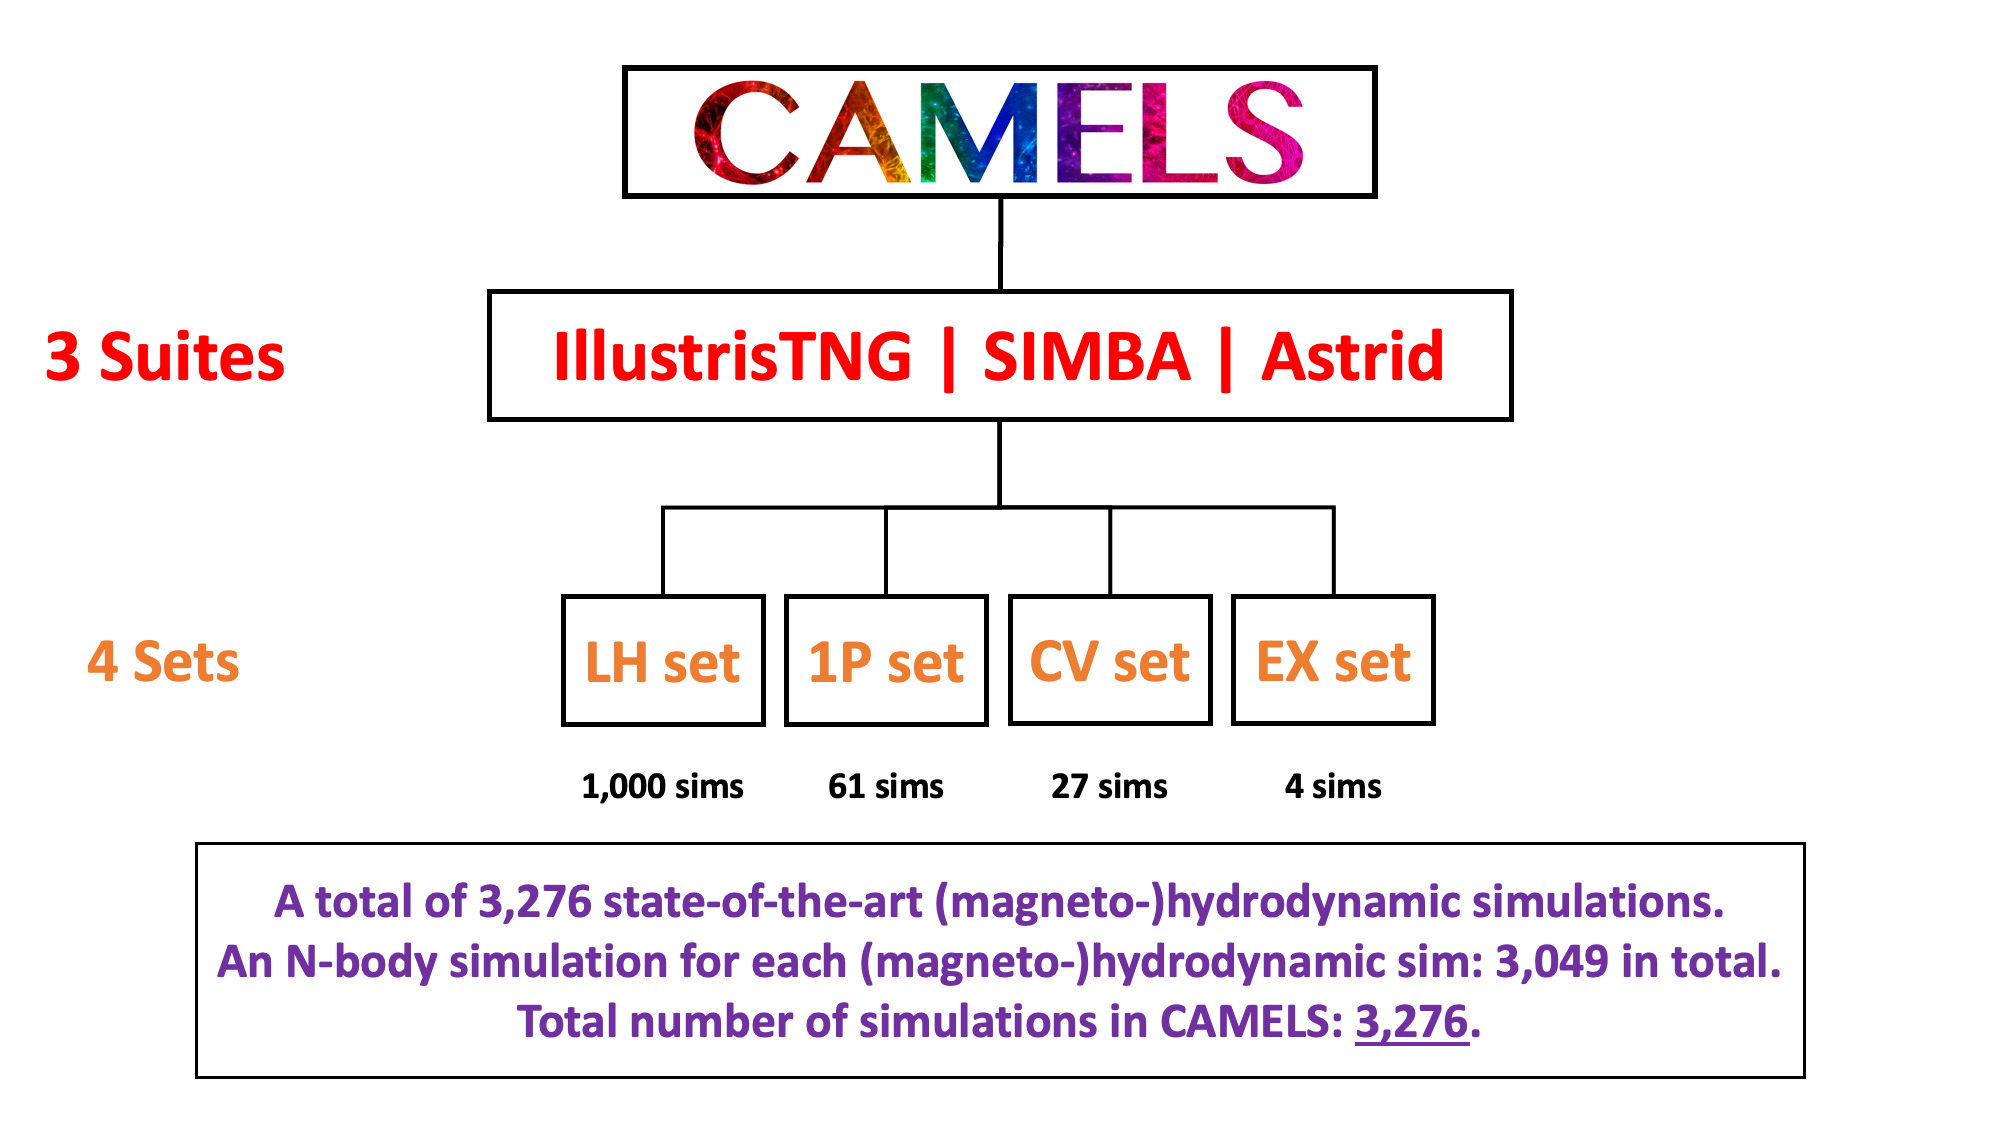 CAMELS
3 Suites
IllustrisTNG | SIMBA | Astrid
4 Sets
LH set
1P set
CV set
EX set
1,000 sims
61 sims
27 sims
4 sims
A total of 3,276 state-of-the-art (magneto-)hydrodynamic simulations.
An N-body simulation for each (magneto-)hydrodynamic sim: 3,049 in total.
Total number of simulations in CAMELS: 3,276.